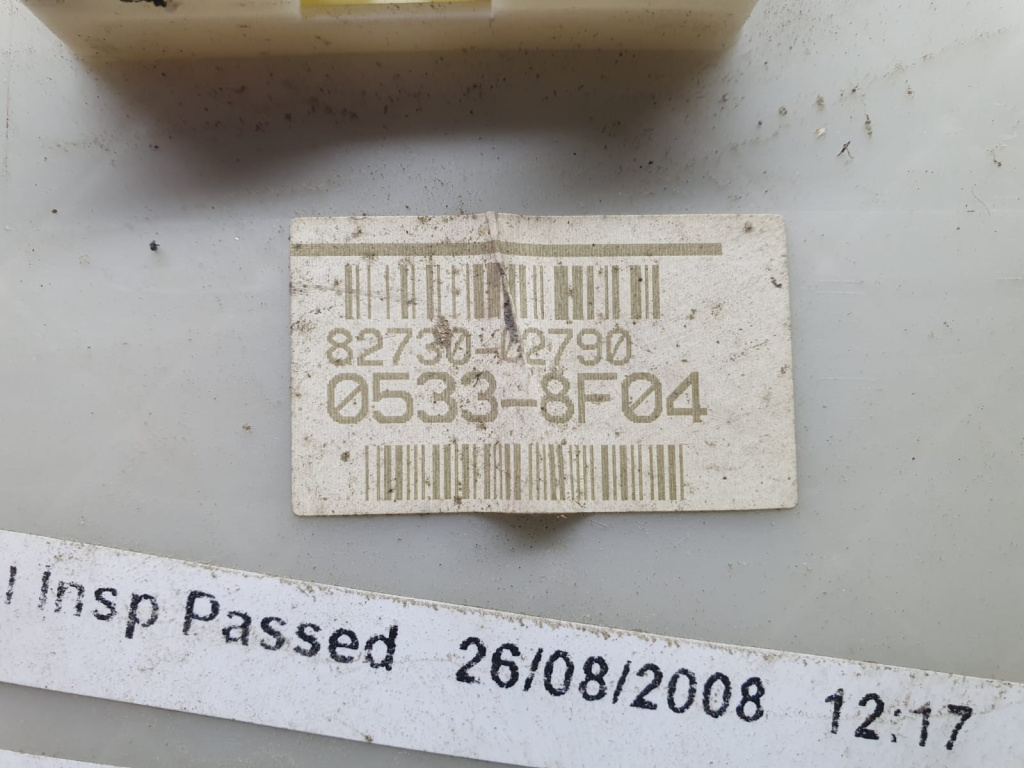 82730-02790
0533-8F04
l Insp Passed 26/08/2008 12:17